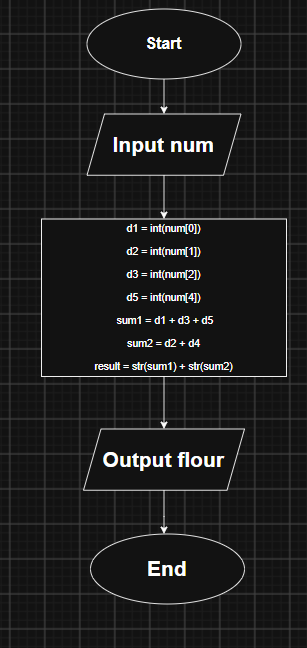 Start
Input num
d1 = int(num[0])
d2 = int(num[1])
d3 = int(num[2])
d5 = int(num[4])
sum1 = d1 + d3 + d5
sum2 = d2 + d4
result = str(sum1) + str(sum2)
Output flour
End